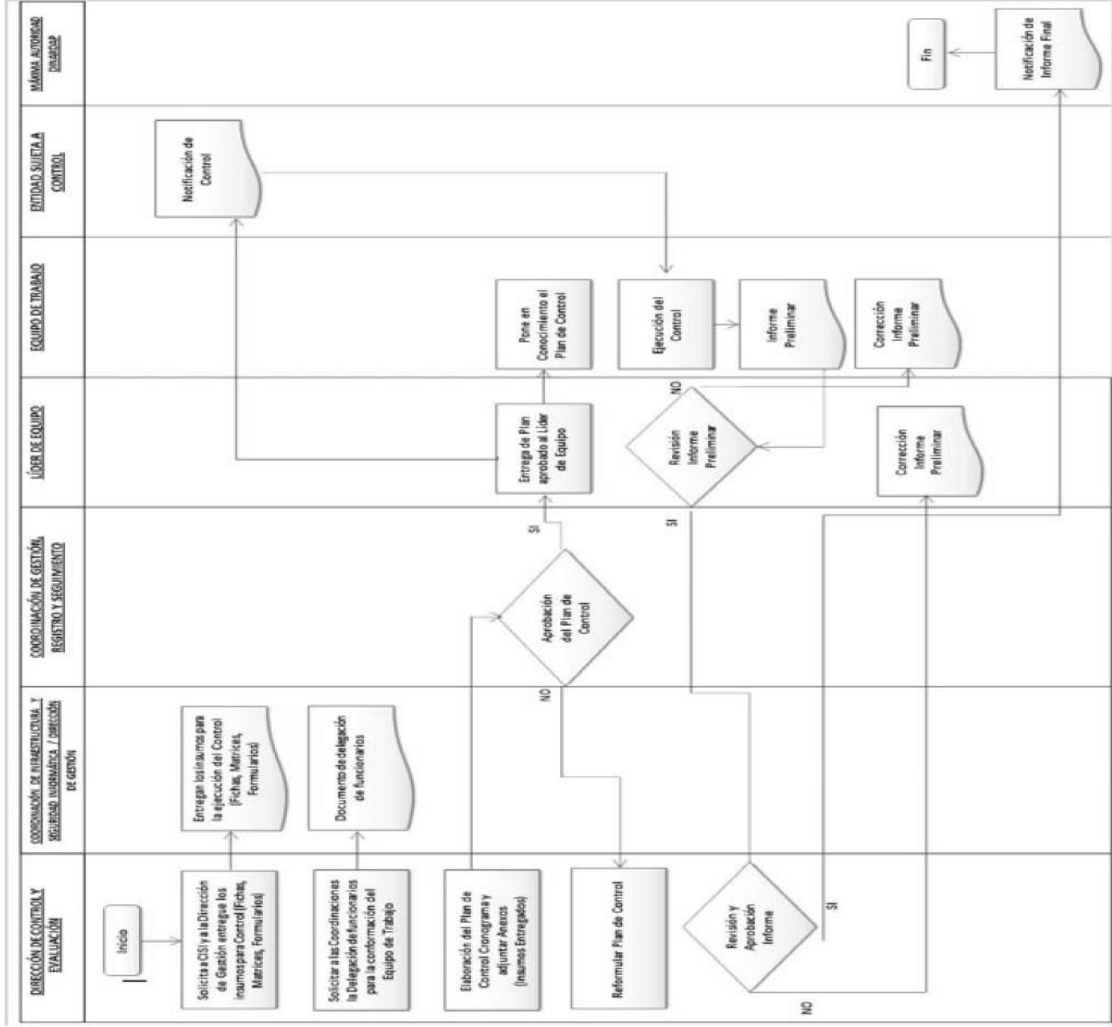 DIRECCIÓN DE CONTROL Y
EVALUACIÓN
COORDINACIÓN DE INFRAESTRUCTURA Y
SEGURIDAD INFORMÁTICA / DIRECCIÓN
DE GESTIÓN
COORDINACIÓN DE GESTIÓN,
REGISTRO Y SEGUIMIENTO
LÍDER DE EQUIPO
EQUIPO DE TRABAJO
ENTIDAD SUJETA A
CONTROL
MÁXIMA AUTORIDAD
DINARDAP
Inicio
Solicita a CISI y a la Dirección
de Gestión entregue los
insumos para Control (Fichas,
Matrices, Formularios)
Entregan los insumos para
la ejecución del Control
(Fichas, Matrices,
Formularios)
Solicitar a las Coordinaciones
la Delegación de funcionarios
para la conformación del
Equipo de Trabajo
Documento de delegación
de funcionarios
Elaboración del Plan de
Control Cronograma y
adjuntar Anexos
(Insumos Entregados)
Aprobación
del Plan de
Control
SI
NO
Reformular Plan de Control
Entrega de Plan
aprobado al Líder
de Equipo
Pone en
Conocimiento el
Plan de Control
Notificación de
Control
Ejecución del
Control
Informe
Preliminar
Revisión
Informe
Preliminar
NO
SI
Corrección
Informe
Preliminar
Revisión y
Aprobación
Informe
NO
SI
Corrección
Informe
Preliminar
Notificación de
Informe Final
Fin